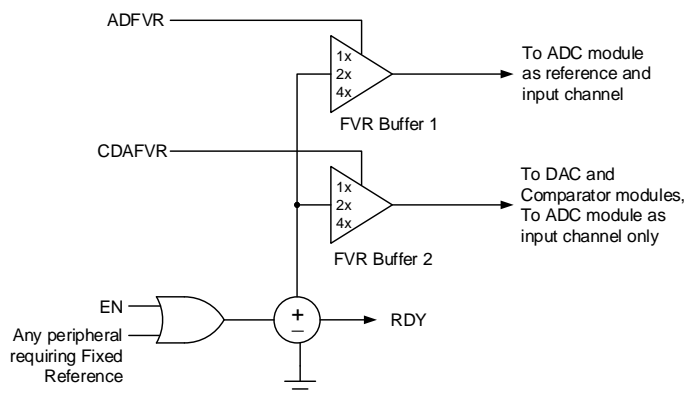 ADFVR
1x
2x
4x
FVR Buffer 1
To ADC module
as reference and
input channel
CDAFVR
1x
2x
4x
FVR Buffer 2
To DAC and
Comparator modules,
To ADC module as
input channel only
EN
Any peripheral
requiring Fixed
Reference
+
_
RDY